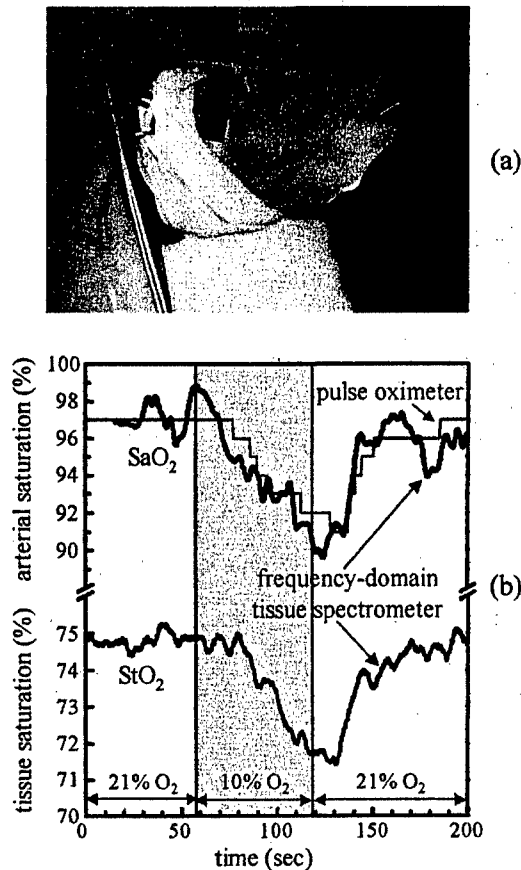 (a)
100
98
96
94
92
90
arterial saturation (%)
SaO2
pulse oximeter
frequency-domain
tissue spectrometer
(b)
75
74
73
72
71
70
tissue saturation (%)
StO2
21% O2
10% O2
21% O2
0
50
100
150
200
time (sec)